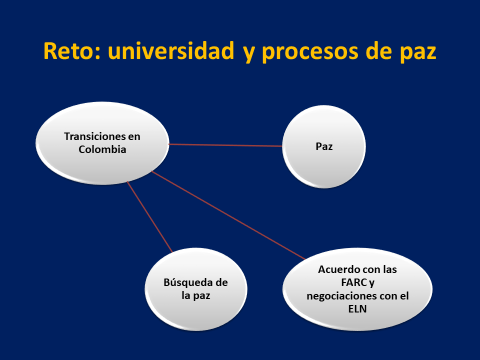 Reto: universidad y procesos de paz
Transiciones en
Colombia
Paz
Búsqueda de
la paz
Acuerdo con las
FARC y
negociaciones con el
ELN